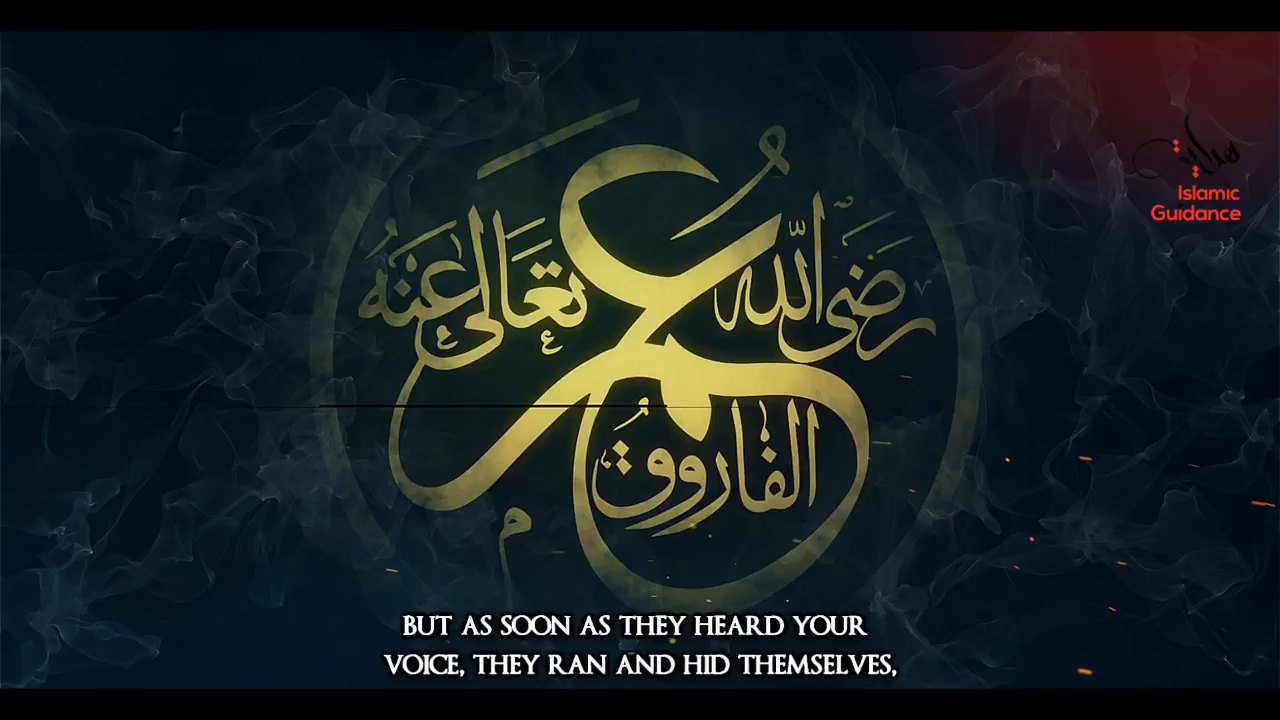 هداية
Islamic
Guidance
عمر
رضي الله تعالى عنه
الفاروق
BUT AS SOON AS THEY HEARD YOUR
VOICE, THEY RAN AND HID THEMSELVES,